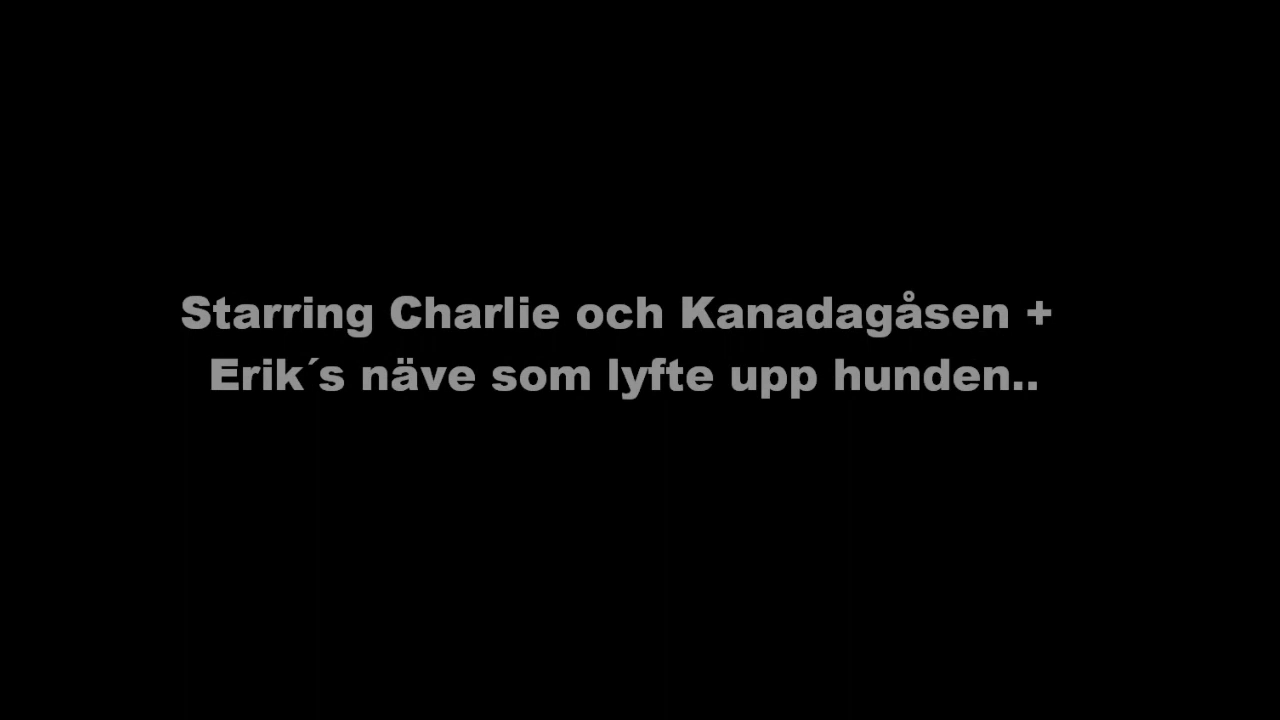 Starring Charlie och Kanadagåsen +
Erik´s näve som lyfte upp hunden..